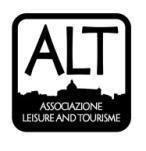 ALT
ASSOCIAZIONE
LEISURE AND TOURISME